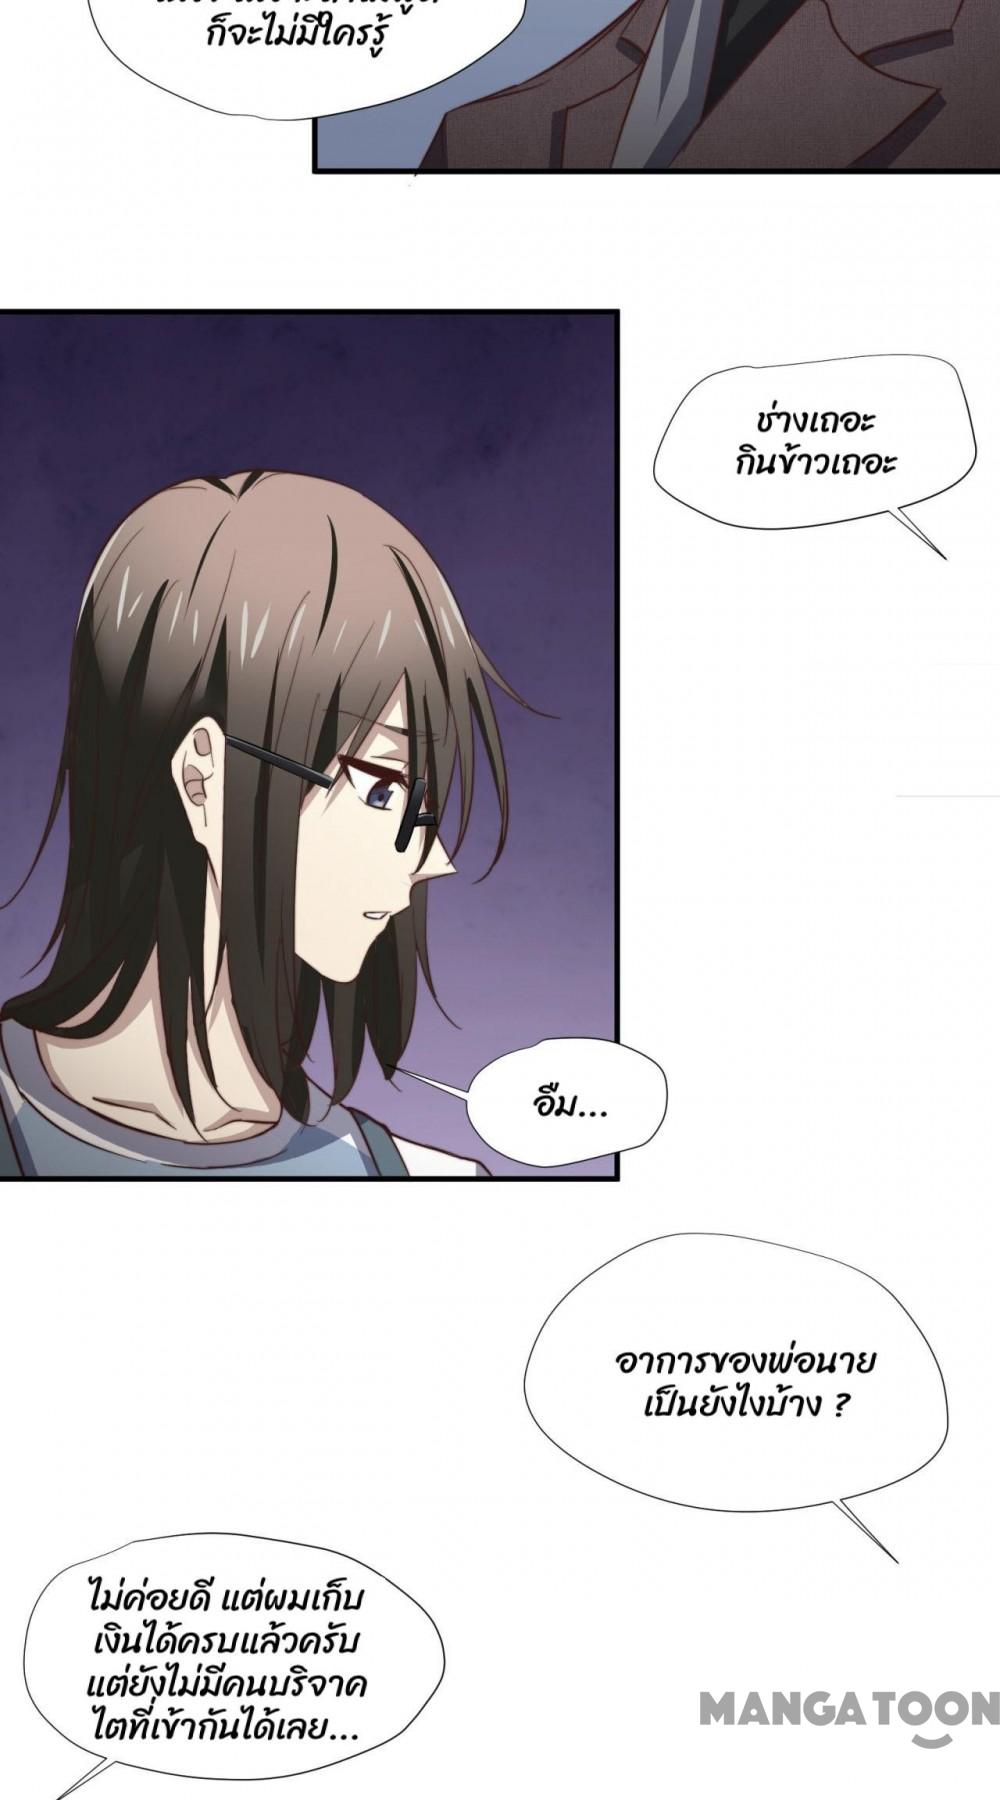 ก็จะไม่มีใครรู้
ช่างเถอะ
กินข้าวเถอะ
อืม...
อาการของพ่อนาย
เป็นยังไงบ้าง ?
ไม่ค่อยดี แต่ผมเก็บ
เงินได้ครบแล้วครับ
แต่ยังไม่มีคนบริจาค
ไตที่เข้ากันได้เลย...
MANGATOON